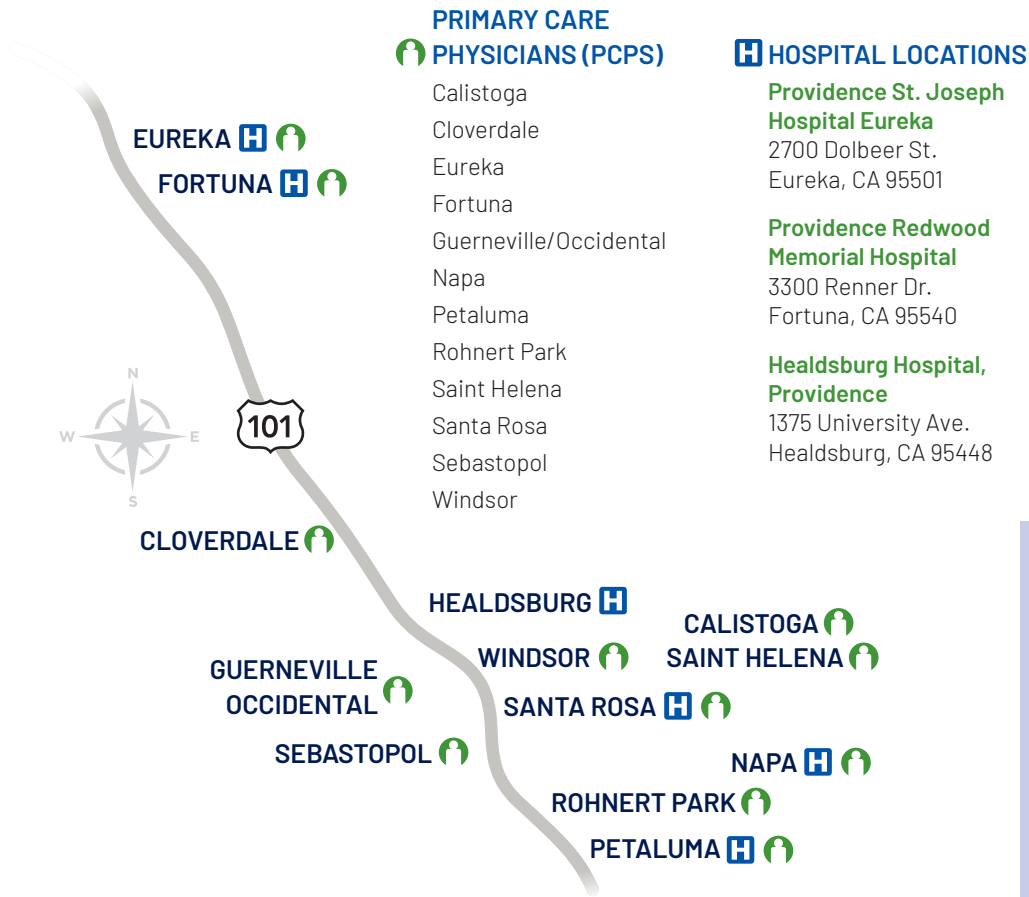 PRIMARY CARE
PHYSICIANS (PCPS)
Calistoga
Cloverdale
Eureka
Fortuna
Guerneville/Occidental
Napa
Petaluma
Rohnert Park
Saint Helena
Santa Rosa
Sebastopol
Windsor
H HOSPITAL LOCATIONS
Providence St. Joseph
Hospital Eureka
2700 Dolbeer St.
Eureka, CA 95501
Providence Redwood
Memorial Hospital
3300 Renner Dr.
Fortuna, CA 95540
Healdsburg Hospital,
Providence
1375 University Ave.
Healdsburg, CA 95448
EUREKA H
FORTUNA H
N
W E
S
101
CLOVERDALE
HEALDSBURG H
CALISTOGA
WINDSOR
SAINT HELENA
GUERNEVILLE
OCCIDENTAL
SANTA ROSA H
SEBASTOPOL
NAPA H
ROHNERT PARK
PETALUMA H